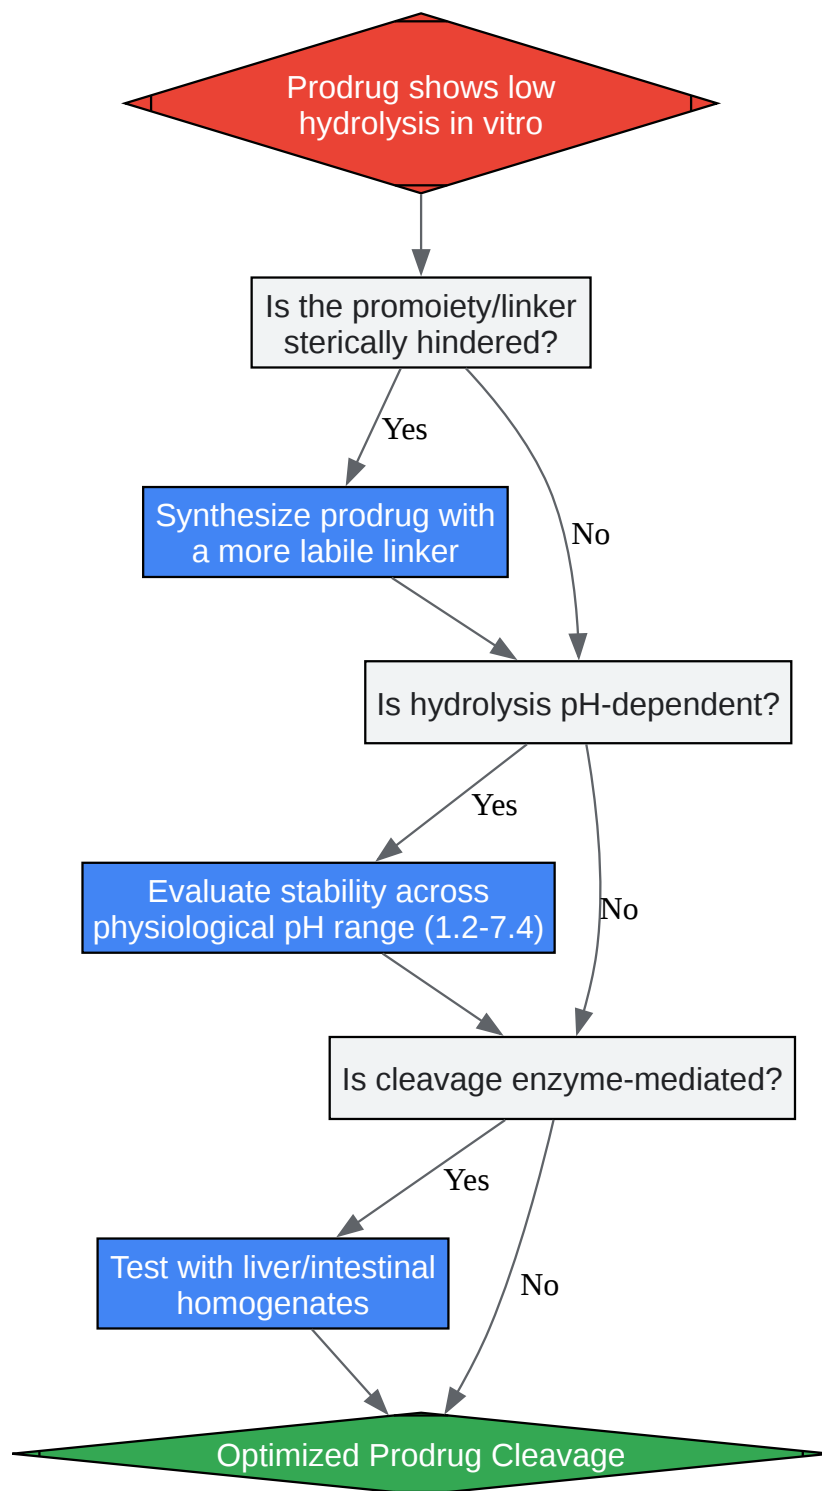 Prodrug shows low
hydrolysis in vitro
Is the promoiety/linker
sterically hindered?
Yes
Synthesize prodrug with
a more labile linker
No
Is hydrolysis pH-dependent?
Yes
Evaluate stability across
physiological pH range (1.2-7.4)
No
Is cleavage enzyme-mediated?
Yes
Test with liver/intestinal
homogenates
No
Optimized Prodrug Cleavage